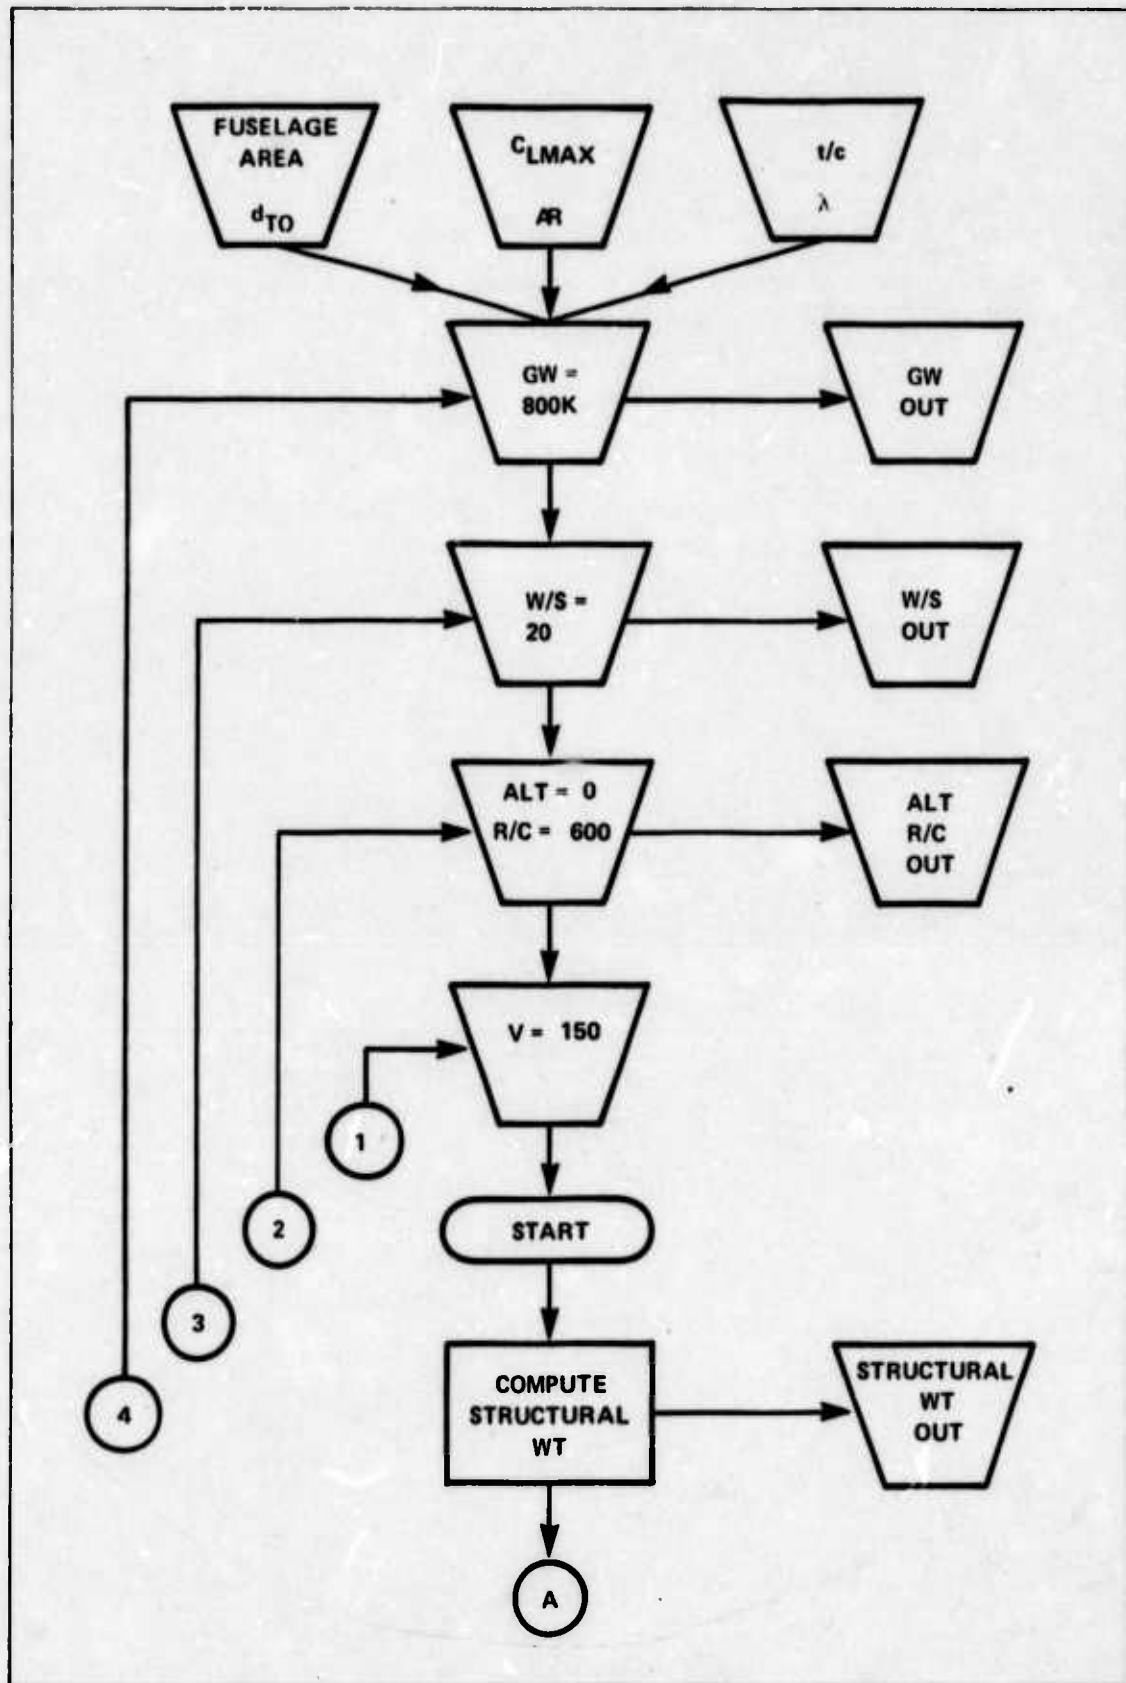 FUSELAGE
AREA
dTO
CLMAX
AR
t/c
λ
GW =
800K
GW
OUT
W/S =
20
W/S
OUT
ALT = 0
R/C = 600
ALT
R/C
OUT
V = 150
1
2
START
3
4
COMPUTE
STRUCTURAL
WT
STRUCTURAL
WT
OUT
A